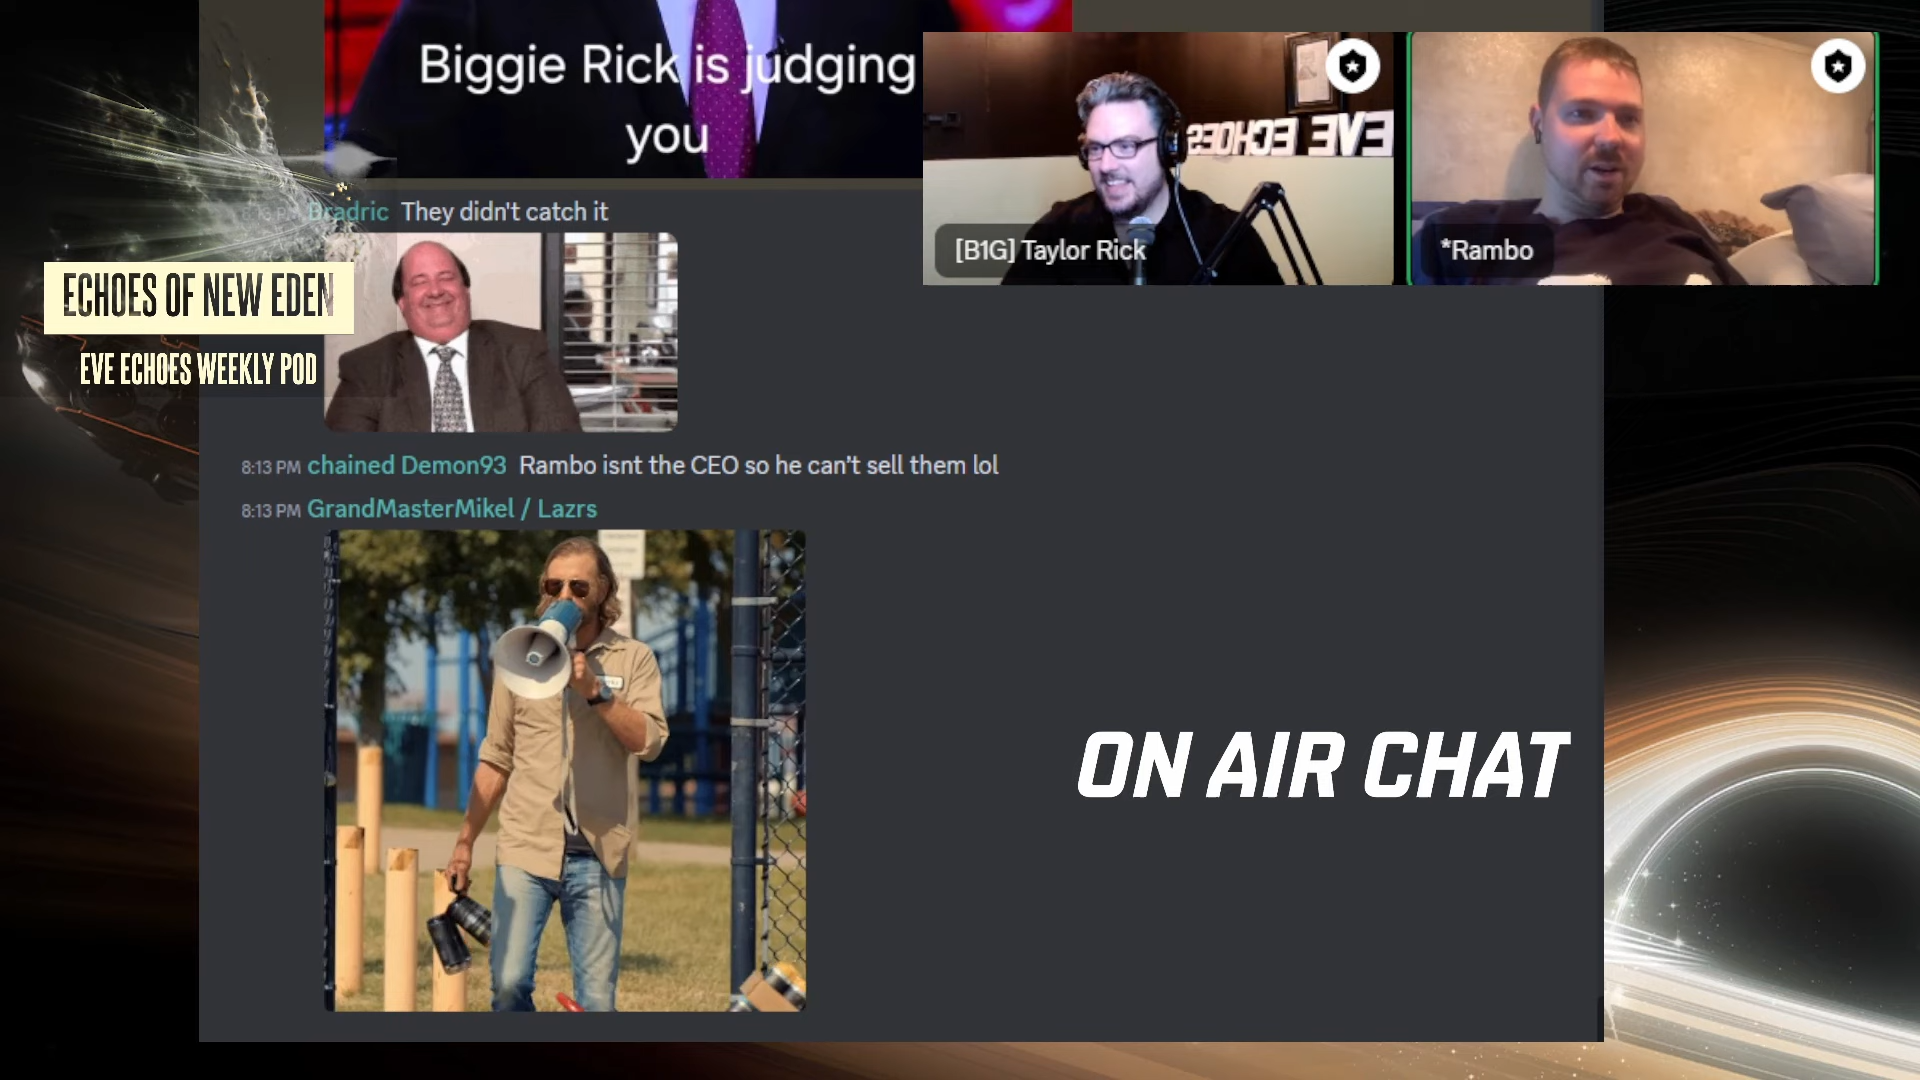 Biggie Rick is judging
you
EVE ECHOES
[B1G] Taylor Rick
*Rambo
Bradric They didn't catch it
ECHOES OF NEW EDEN
EVE ECHOES WEEKLY POD
8:13 PM chained Demon93 Rambo isnt the CEO so he can't sell them lol
8:13 PM GrandMasterMikel / Lazrs
ON AIR CHAT